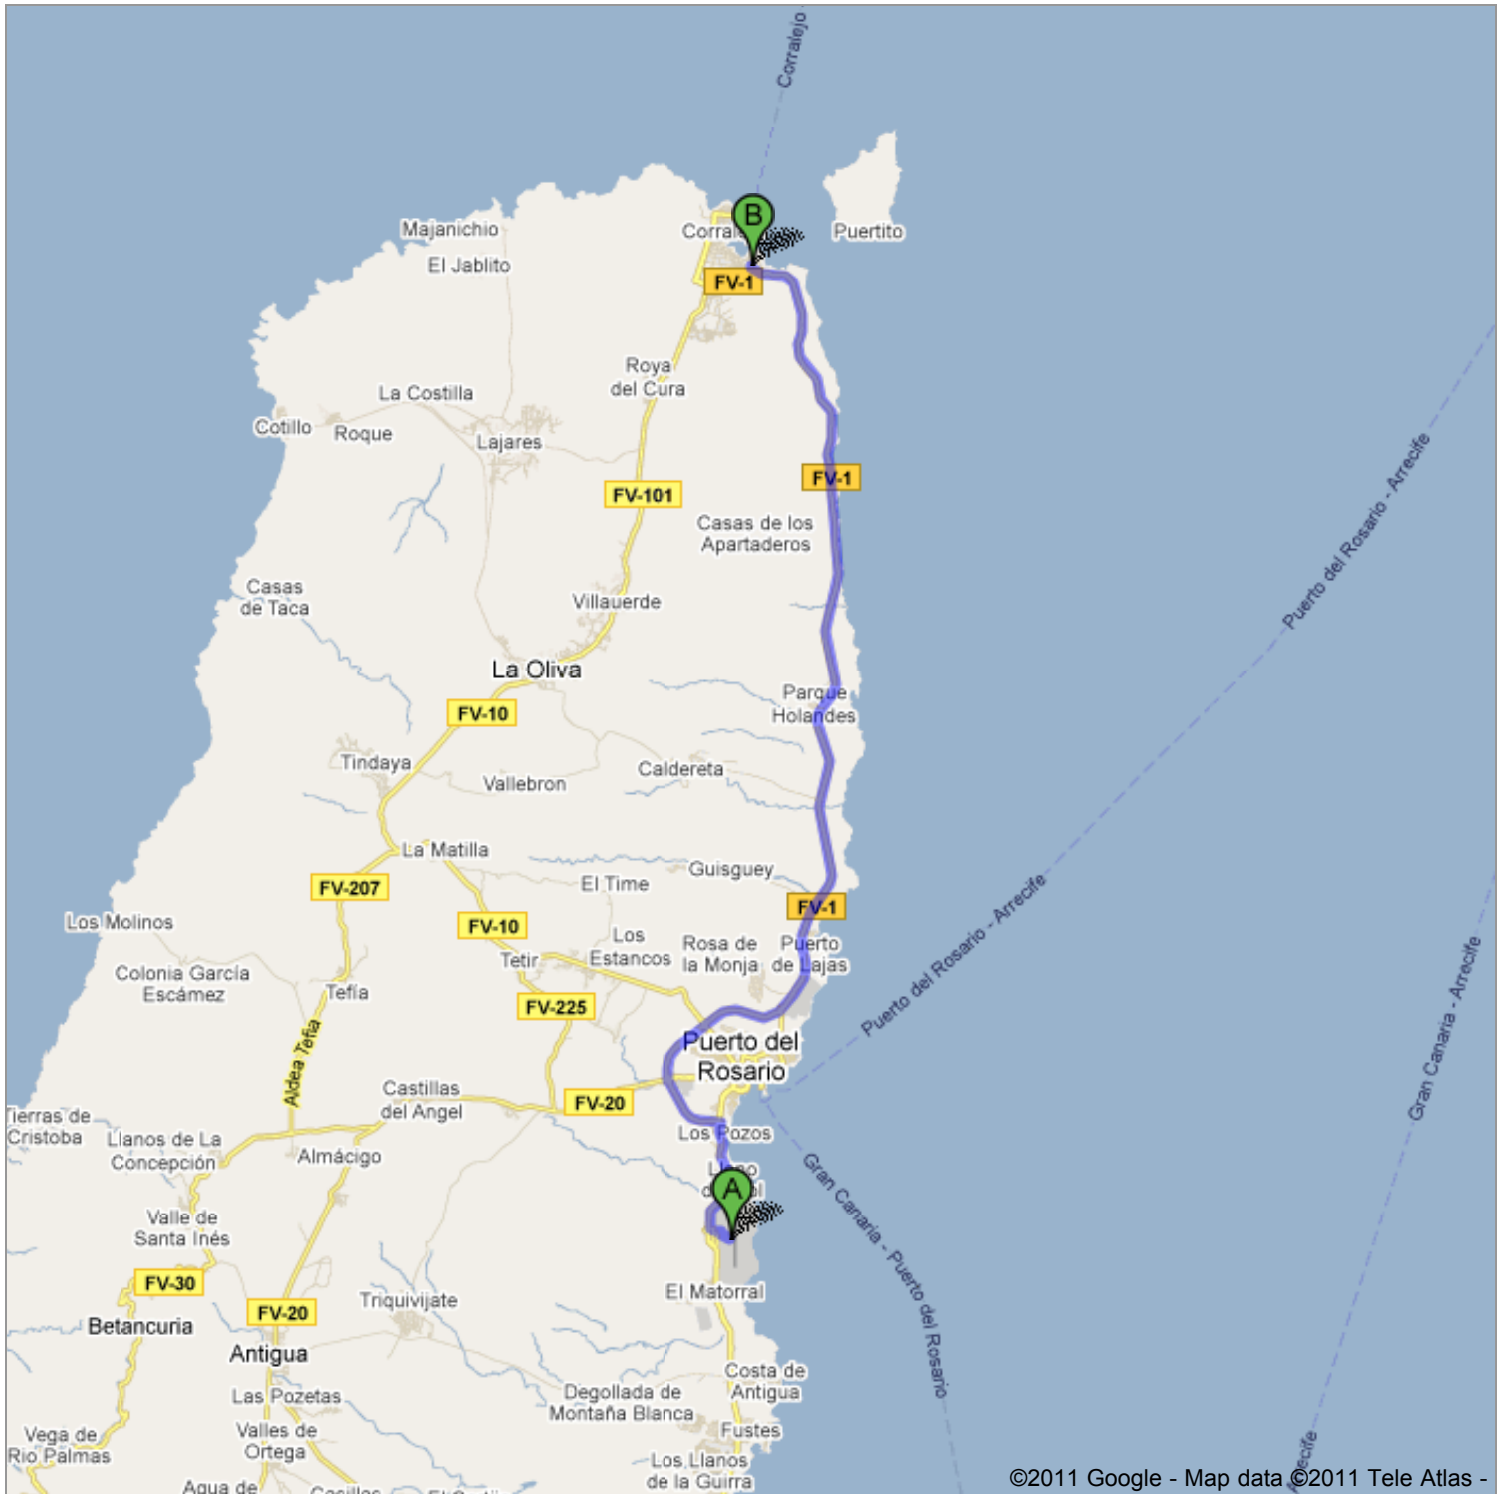 Corralejo
B
Majanichio
Puertito
El Jablito
FV-1
Roya
del Cura
La Costilla
Cotillo
Roque
Lajares
FV-1
FV-101
Puerto del Rosario - Arrecife
Casas de los
Apartaderos
Casas
de Taca
Villauerde
La Oliva
Parque
Holandes
FV-10
Tindaya
Caldereta
Vallebron
La Matilla
Guisguey
El Time
FV-207
FV-1
Los Molinos
FV-10
Los
Estancos
Rosa de
la Monja
Puerto
de Lajas
Puerto del Rosario - Arrecife
Tetir
Colonia García
Escámez
Tefía
FV-225
Gran Canaria - Arrecife
Puerto del
Rosario
Aldea Tefia
Castillas
del Angel
FV-20
Tierras de
Cristoba
Llanos de La
Concepción
Los Pozos
Almácigo
A
Gran Canaria - Puerto del Rosario
Valle de
Santa Inés
FV-30
El Matorral
Triquivijate
FV-20
Betancuria
Antigua
Costa de
Antigua
Las Pozetas
Degollada de
Montaña Blanca
Valles de
Ortega
Vega de
Rio Palmas
Fustes
Los Llanos
de la Guirra
Agua de
©2011 Google - Map data ©2011 Tele Atlas -